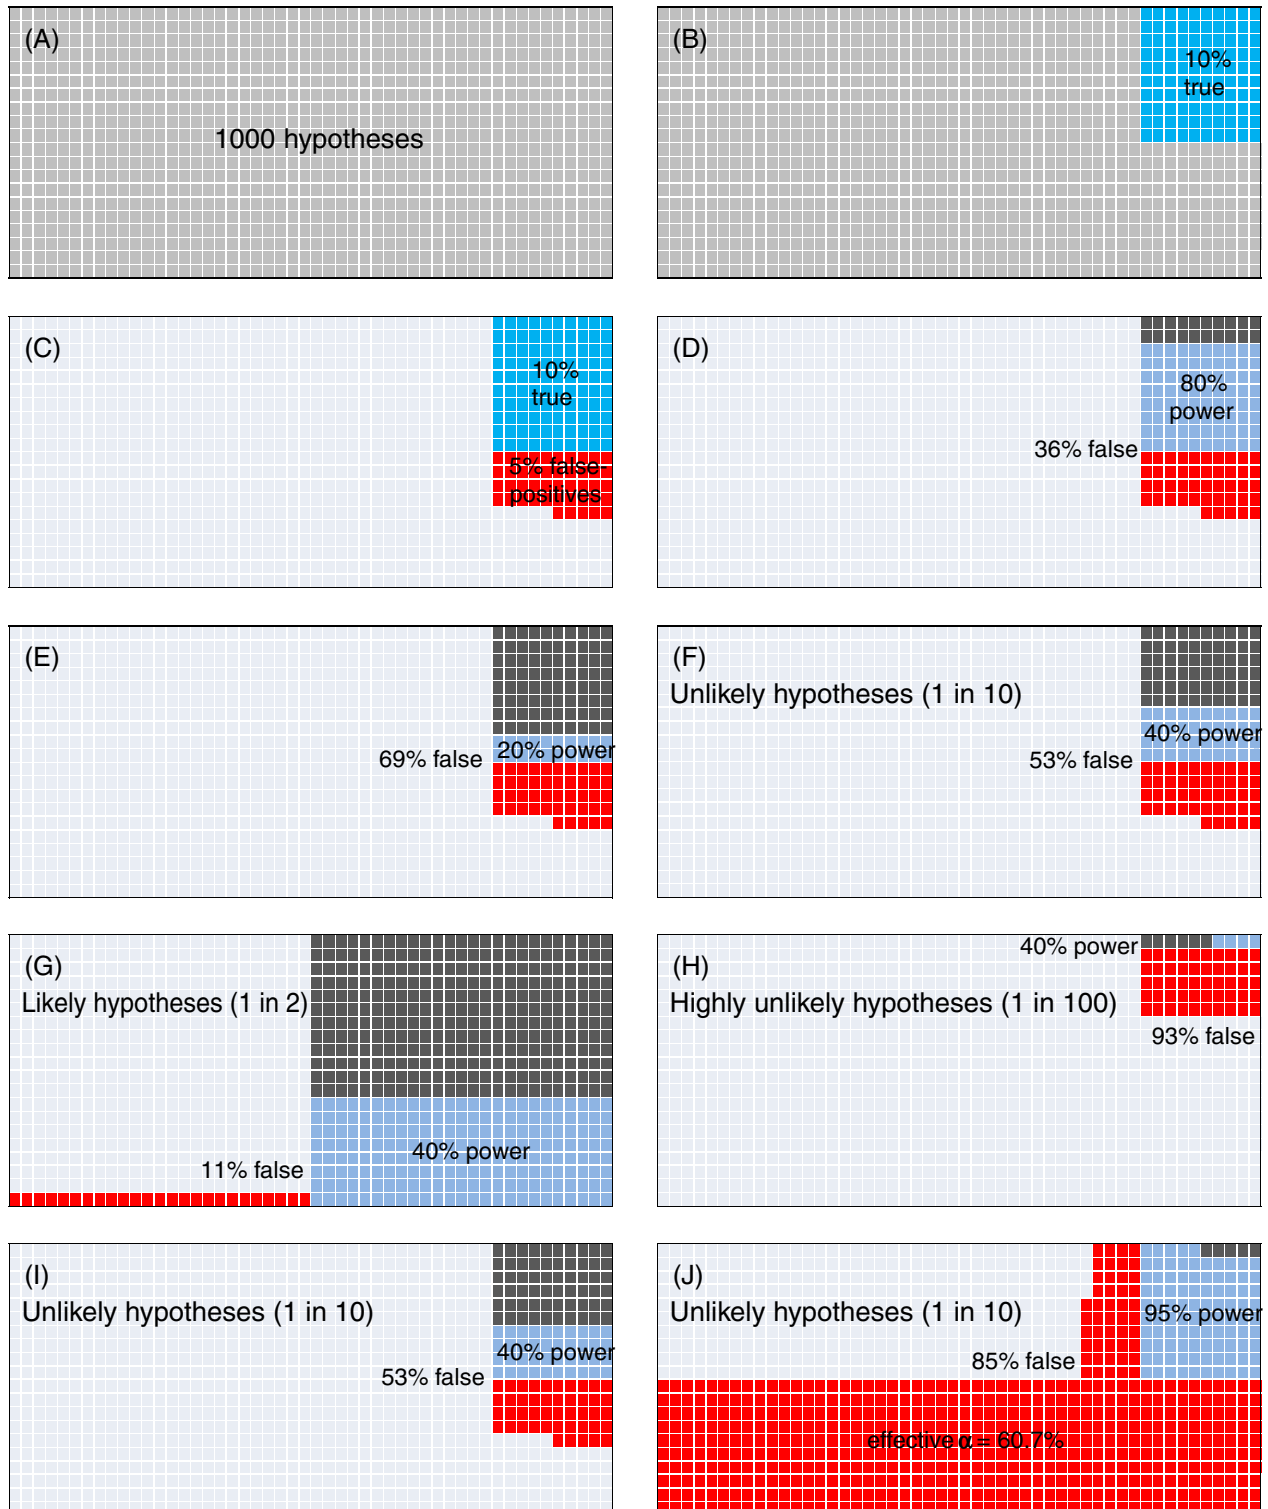 (A)
1000 hypotheses
(B)
10%
true
(C)
10%
true
5% false-
positives
(D)
80%
power
36% false
(E)
69% false
20% power
(F)
Unlikely hypotheses (1 in 10)
40% power
53% false
(G)
Likely hypotheses (1 in 2)
40% power
11% false
(H)
40% power
Highly unlikely hypotheses (1 in 100)
93% false
(I)
Unlikely hypotheses (1 in 10)
40% power
53% false
(J)
Unlikely hypotheses (1 in 10)
95% power
85% false
effective α = 60.7%